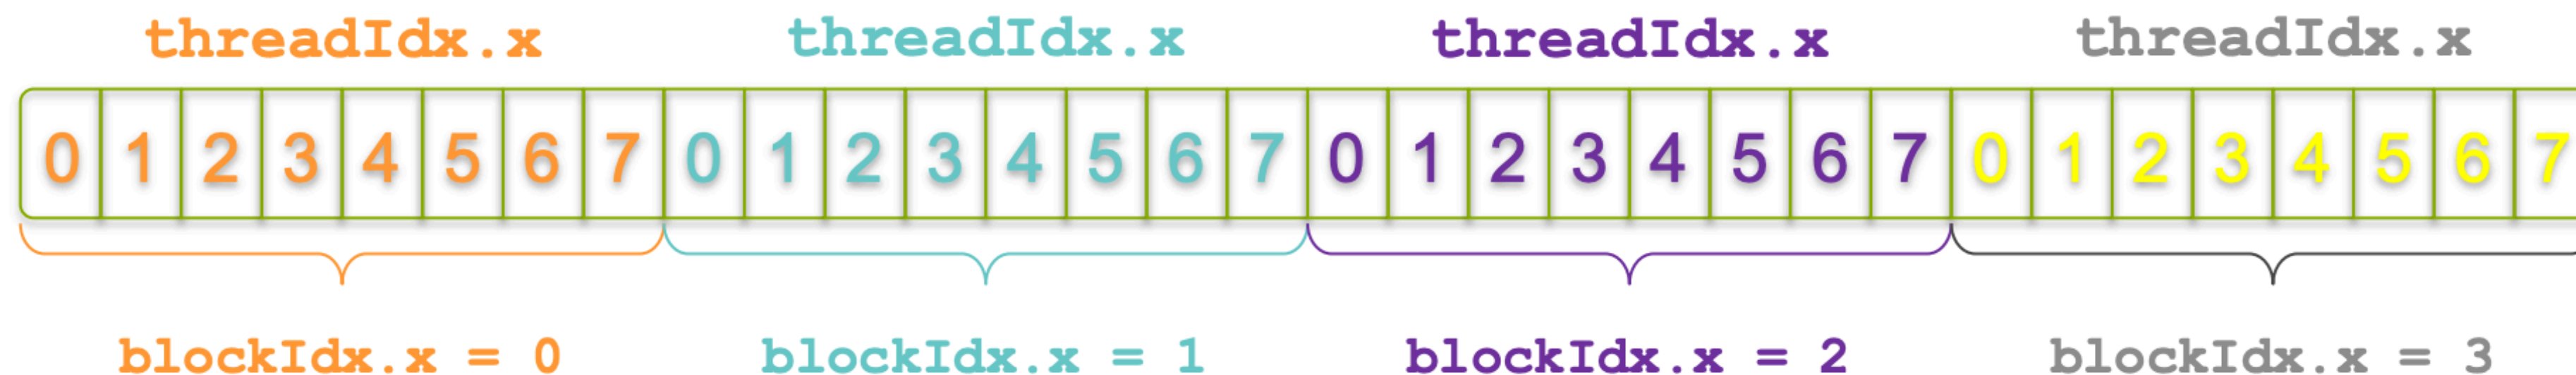 threadIdx.x threadIdx.x threadIdx.x threadIdx.x
0 1 2 3 4 5 6 7 0 1 2 3 4 5 6 7 0 1 2 3 4 5 6 7 0 1 2 3 4 5 6 7
blockIdx.x = 0 blockIdx.x = 1 blockIdx.x = 2 blockIdx.x = 3